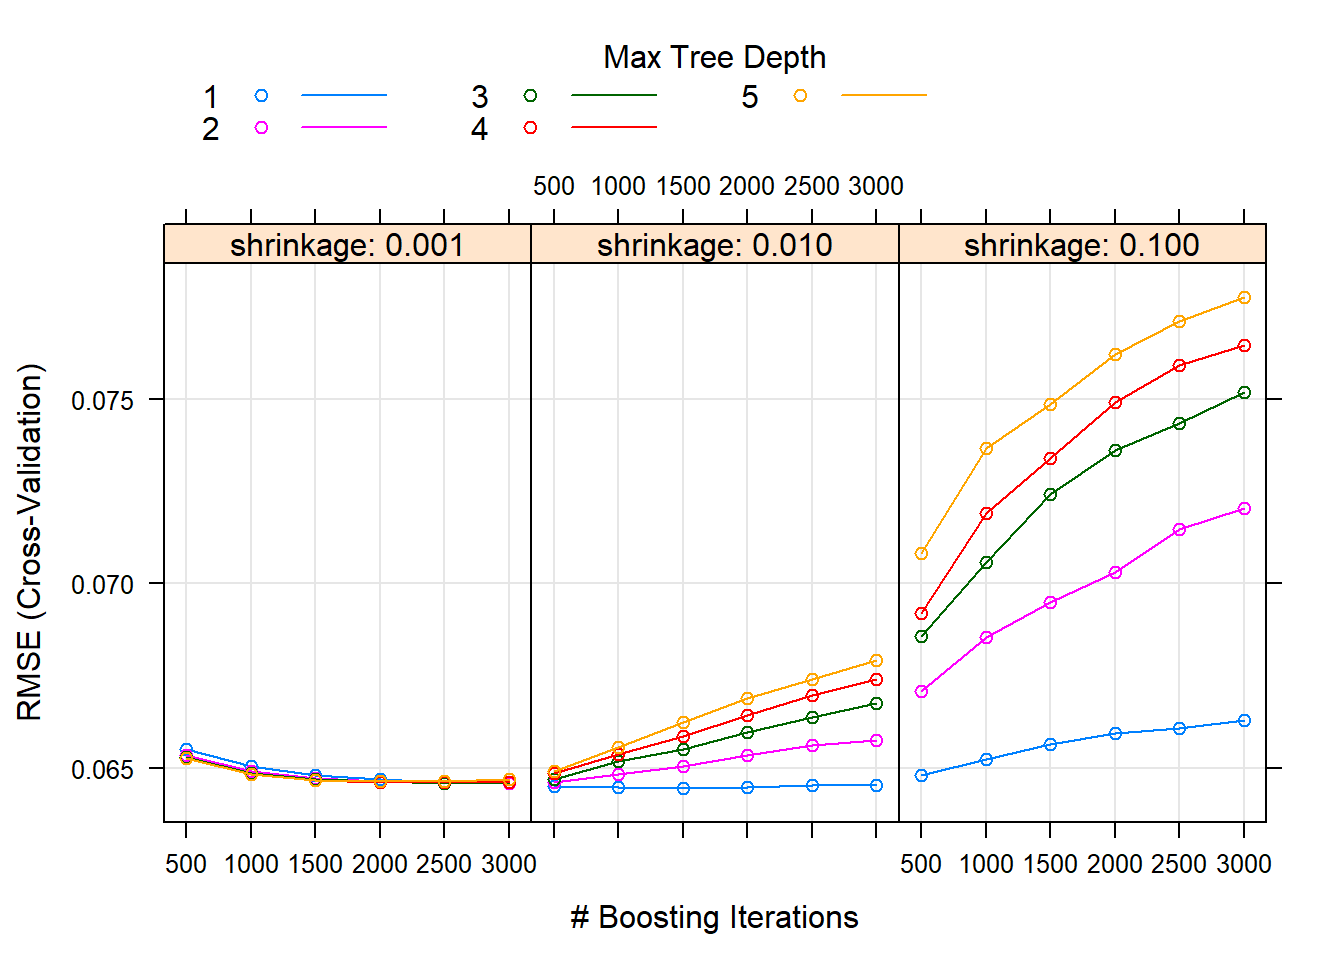 Max Tree Depth
1 3 5
2 4
500 1000 1500 2000 2500 3000
shrinkage: 0.001 shrinkage: 0.010 shrinkage: 0.100
RMSE (Cross-Validation)
0.075
0.070
0.065
500 1000 1500 2000 2500 3000 500 1000 1500 2000 2500 3000
# Boosting Iterations